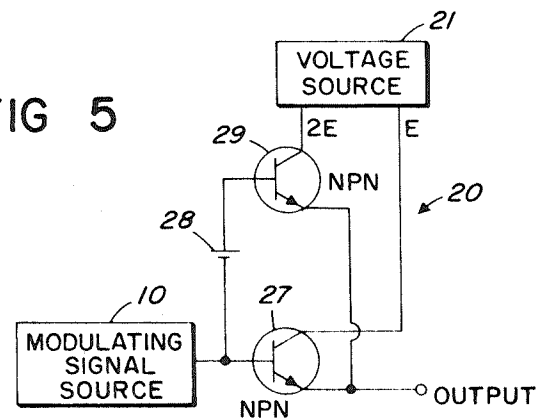 21
VOLTAGE
SOURCE
FIG 5
2E E
29
NPN
20
28
10
27
MODULATING
SIGNAL
SOURCE
OUTPUT
NPN